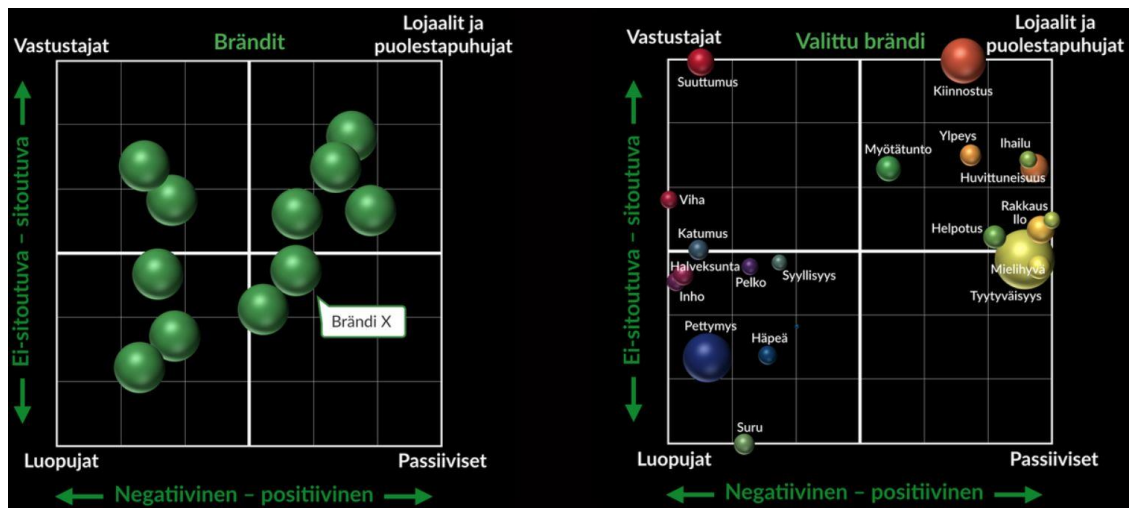 Vastustajat
Brändit
Lojaalit ja
puolestapuhujat
Ei-sitoutuva – sitoutuva
Brändi X
Luopujat
Passiiviset
Negatiivinen – positiivinen
Vastustajat
Valittu brändi
Lojaalit ja
puolestapuhujat
Ei-sitoutuva – sitoutuva
Suuttumus
Kiinnostus
Myötätunto
Ylpeys
Ihailu
Huvittuneisuus
Viha
Rakkaus
Ilo
Helpotus
Katumus
Halveksunta
Inho
Pelko
Syyllisyys
Mielihyvä
Tyytyväisyys
Pettymys
Häpeä
Suru
Luopujat
Passiiviset
Negatiivinen – positiivinen